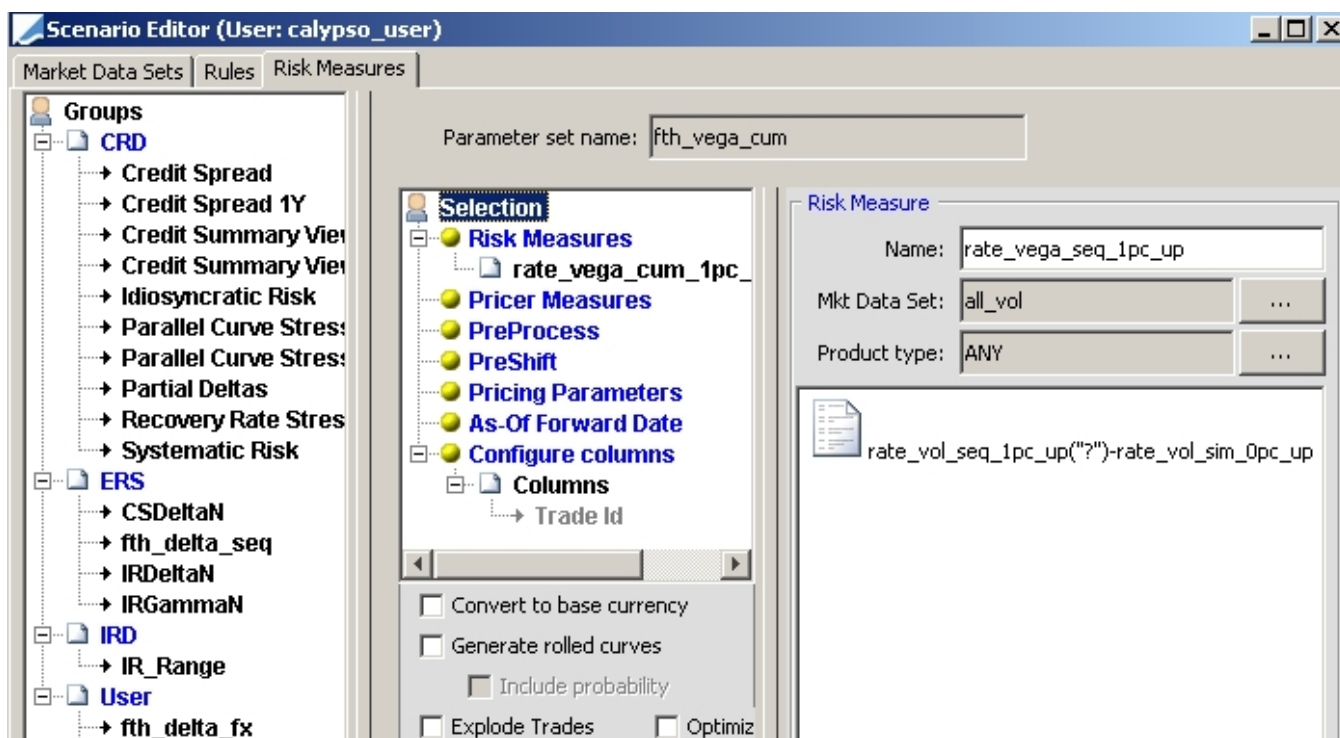 Scenario Editor (User: calypso_user)
Market Data Sets
Rules
Risk Measures
Groups
CRD
Credit Spread
Credit Spread 1Y
Credit Summary Vie
Credit Summary Vie
Idiosyncratic Risk
Parallel Curve Stres
Parallel Curve Stres
Partial Deltas
Recovery Rate Stres
Systematic Risk
ERS
CSDeltaN
fth_delta_seq
IRDeltaN
IRGammaN
IRD
IR_Range
User
fth_delta_fx
Parameter set name: fth_vega_cum
Selection
Risk Measures
rate_vega_cum_1pc_
Pricer Measures
PreProcess
PreShift
Pricing Parameters
As-Of Forward Date
Configure columns
Columns
Trade Id
Convert to base currency
Generate rolled curves
Include probability
Explode Trades
Optimiz
Risk Measure
Name: rate_vega_seq_1pc_up
Mkt Data Set: all_vol ...
Product type: ANY ...
rate_vol_seq_1pc_up("?")-rate_vol_sim_0pc_up